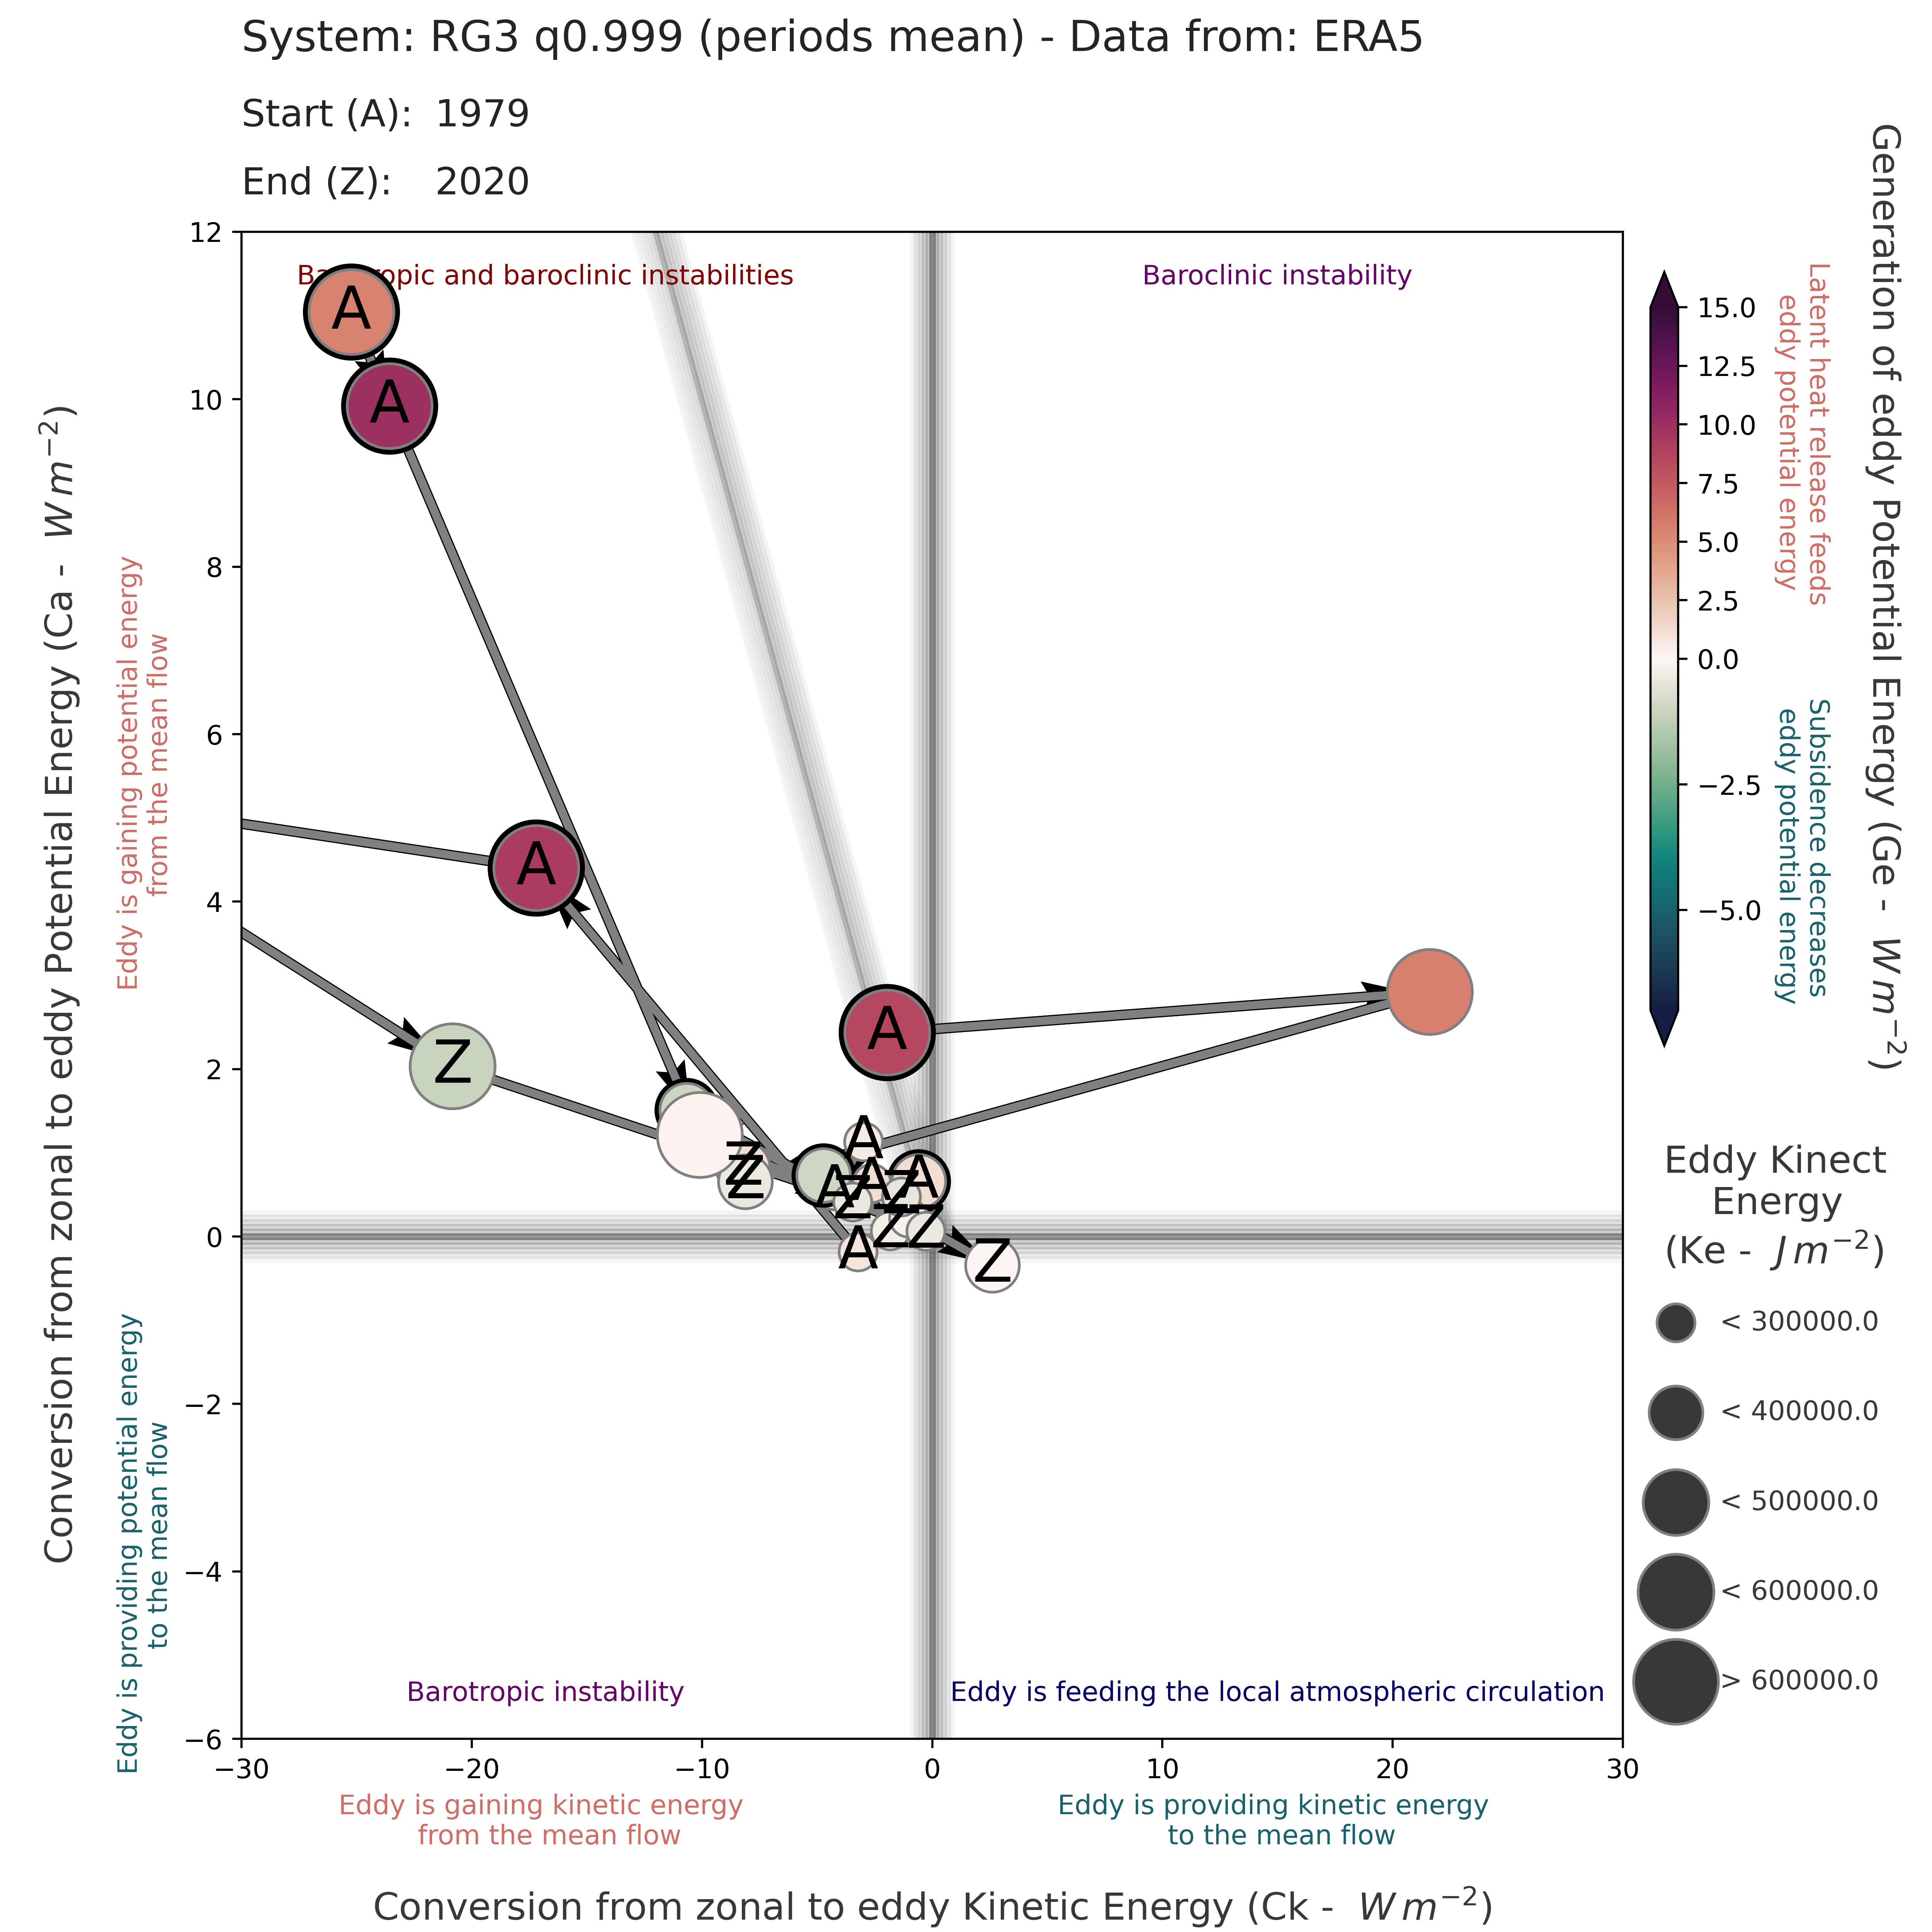 System: RG3 q0.999 (periods mean) - Data from: ERA5
Start (A): 1979
End (Z): 2020
Conversion from zonal to eddy Potential Energy (Ca - W m⁻²)
Eddy is gaining potential energy
from the mean flow
Eddy is providing potential energy
to the mean flow
12
10
8
6
4
2
0
−2
−4
−6
Barotropic and baroclinic instabilities
Baroclinic instability
A
A
A
A
Z
A
Z
Z
A
Z
A
Z
A
Z
Z
A
Z
Barotropic instability
Eddy is feeding the local atmospheric circulation
−30
−20
−10
0
10
20
30
Eddy is gaining kinetic energy
from the mean flow
Eddy is providing kinetic energy
to the mean flow
Conversion from zonal to eddy Kinetic Energy (Ck - W m⁻²)
15.0
12.5
10.0
7.5
5.0
2.5
0.0
−2.5
−5.0
Latent heat release feeds
eddy potential energy
Subsidence decreases
eddy potential energy
Generation of eddy Potential Energy (Ge - W m⁻²)
Eddy Kinect
Energy
(Ke - J m⁻²)
< 300000.0
< 400000.0
< 500000.0
< 600000.0
> 600000.0